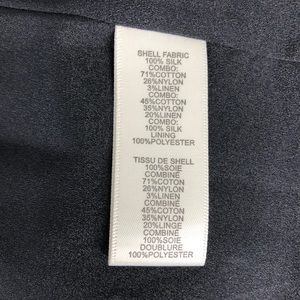 SHELL FABRIC
100% SILK
COMBO:
71%COTTON
26%NYLON
3%LINEN
COMBO:
45%COTTON
35%NYLON
20%LINEN
COMBO:
100% SILK
LINING
100%POLYESTER
TISSU DE SHELL
100%SOIE
COMBINÉ
71%COTON
26%NYLON
3%LINEN
COMBINÉ
45%COTON
35%NYLON
20%LINGE
COMBINÉ
100%SOIE
DOUBLURE
100%POLYESTER